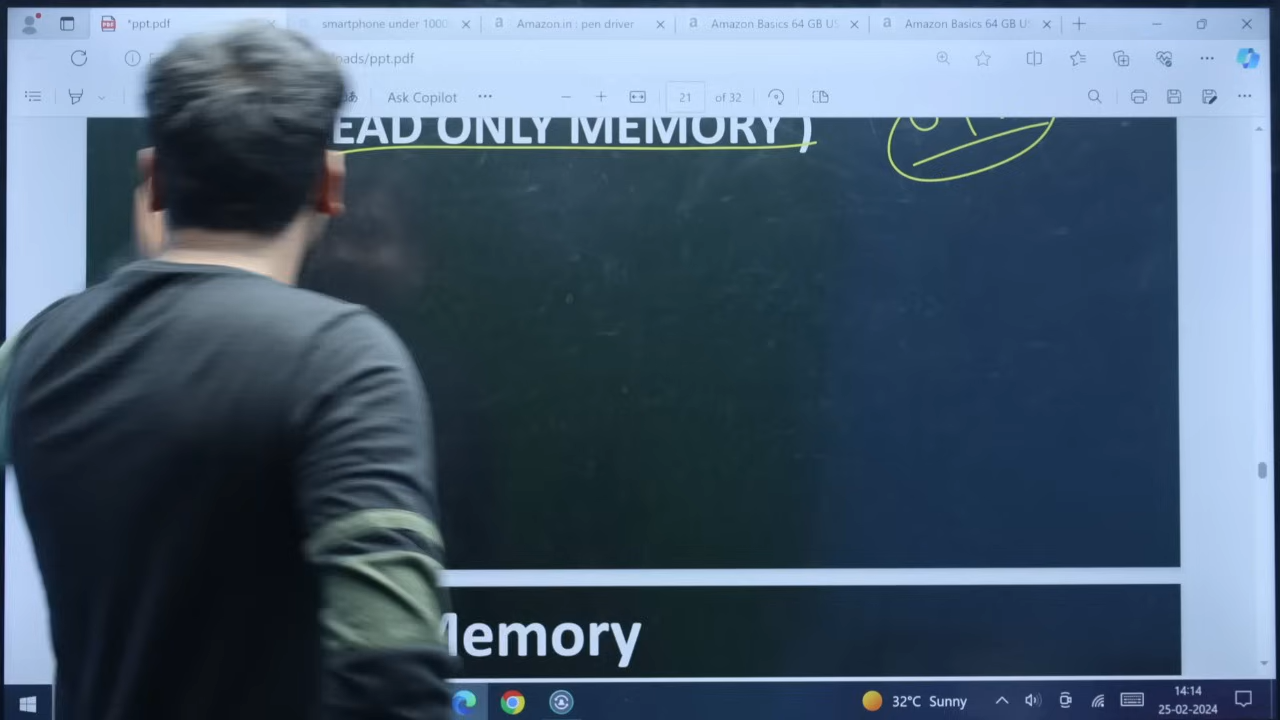 *ppt.pdf
smartphone under 1000
Amazon.in : pen driver
Amazon Basics 64 GB U
Amazon Basics 64 GB U
ads/ppt.pdf
Ask Copilot
21 of 32
EAD ONLY MEMORY )
Memory
32°C Sunny
14:14
25-02-2024